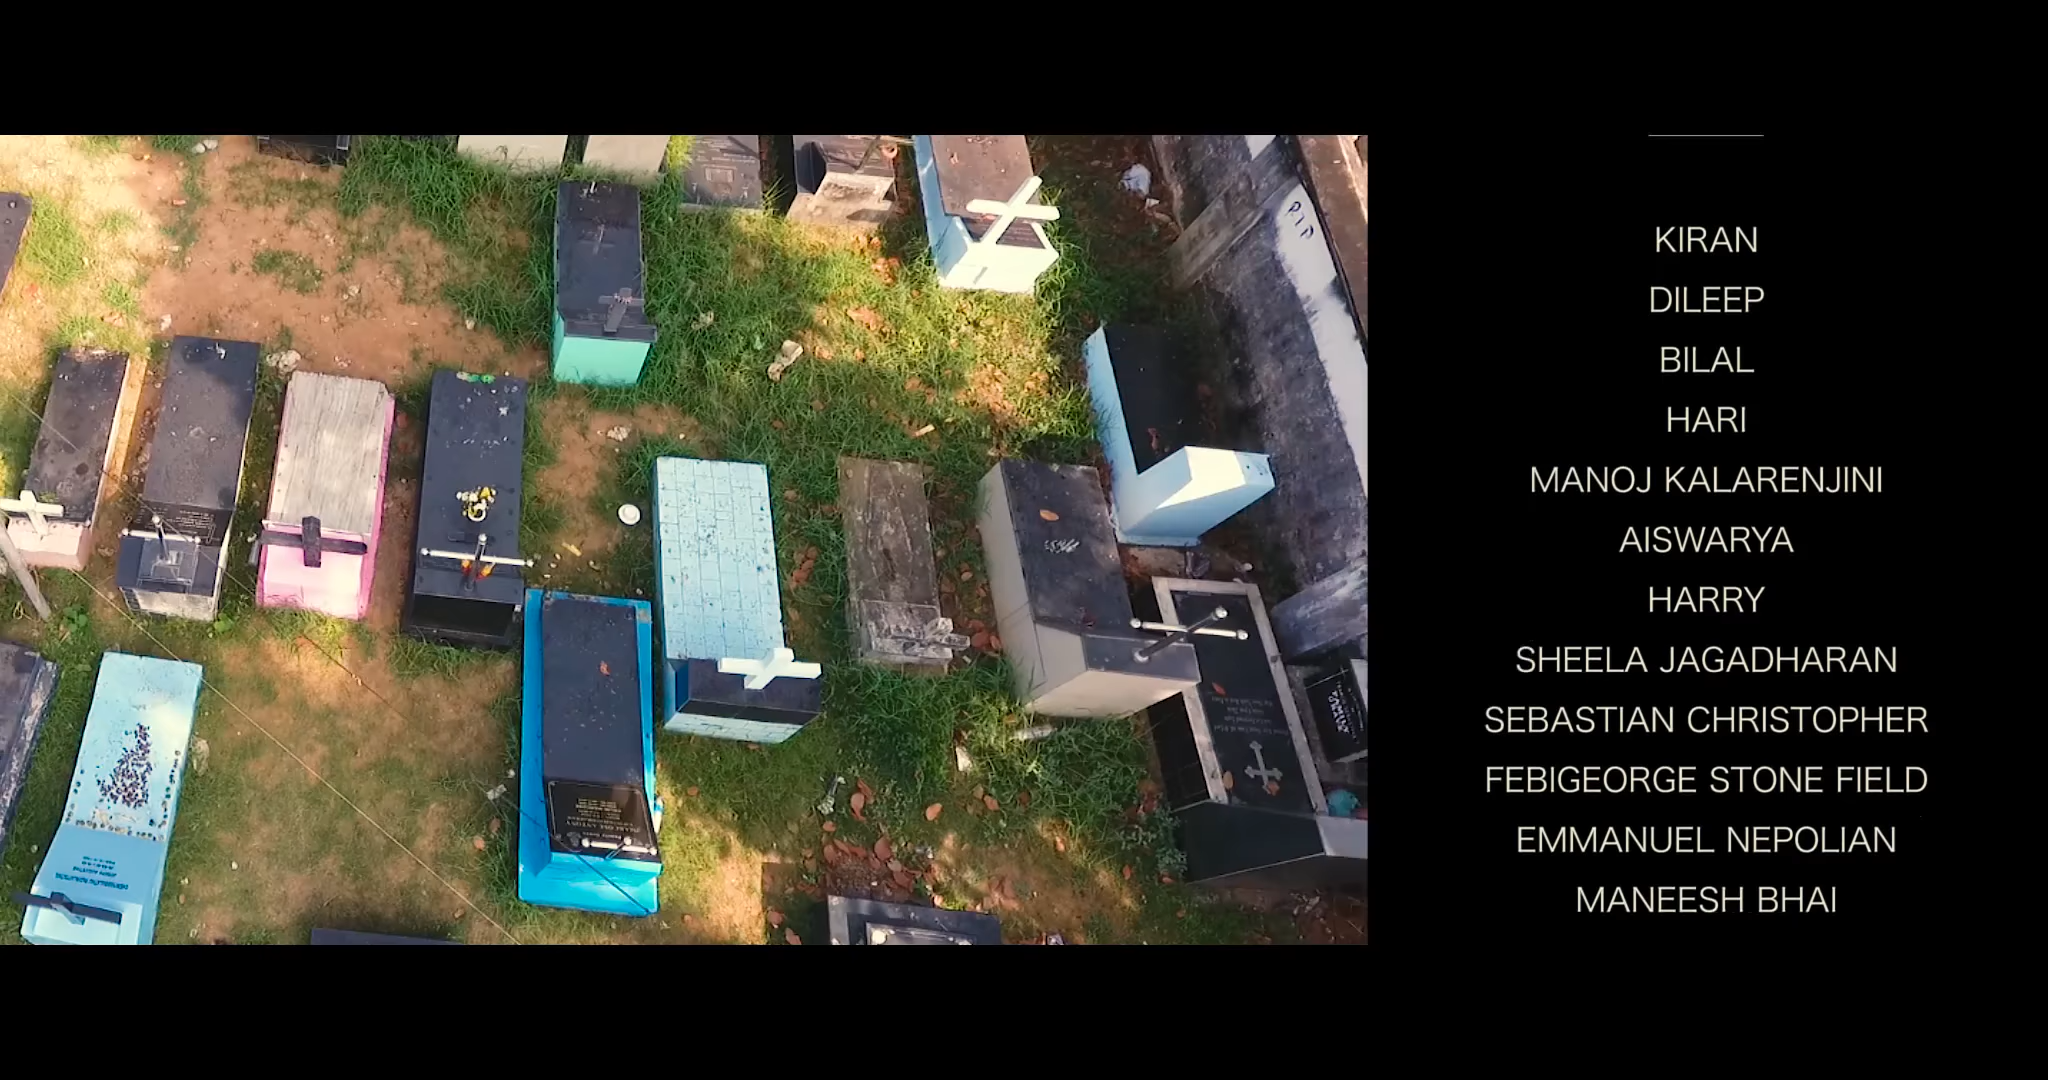 R.I.P
KIRAN
DILEEP
BILAL
HARI
MANOJ KALARENJINI
AISWARYA
HARRY
SHEELA JAGADHARAN
SEBASTIAN CHRISTOPHER
FEBIGEORGE STONE FIELD
EMMANUEL NEPOLIAN
MANEESH BHAI